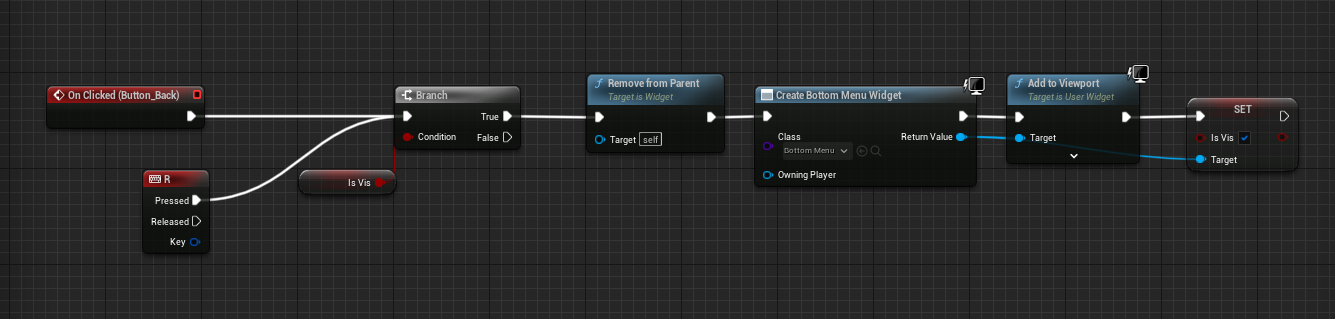 On Clicked (Button_Back)
R
Pressed
Released
Key
Is Vis
Branch
True
Condition
False
Remove from Parent
Target is Widget
Target
self
Create Bottom Menu Widget
Class
Return Value
Bottom Menu
Owning Player
Add to Viewport
Target is User Widget
Target
SET
Is Vis
Target